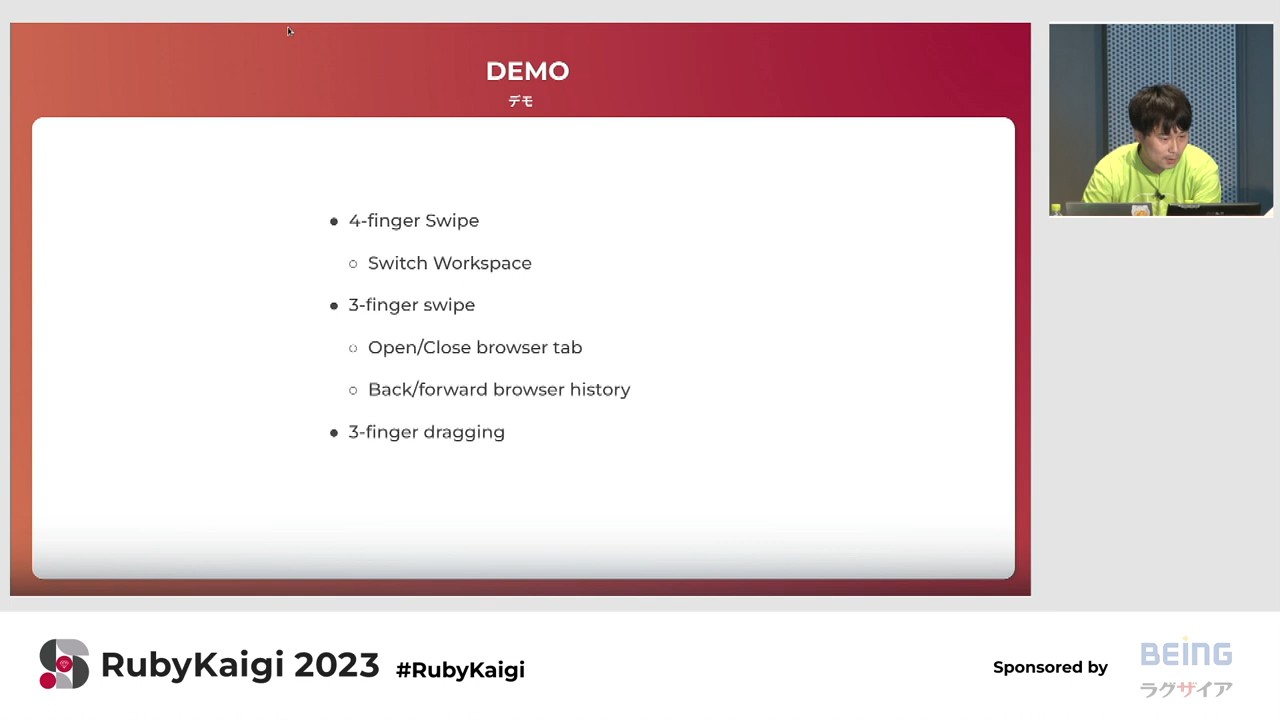 DEMO
デモ
4-finger Swipe
Switch Workspace
3-finger swipe
Open/Close browser tab
Back/forward browser history
3-finger dragging
RubyKaigi 2023 #RubyKaigi
Sponsored by
BEING
ラグザイア